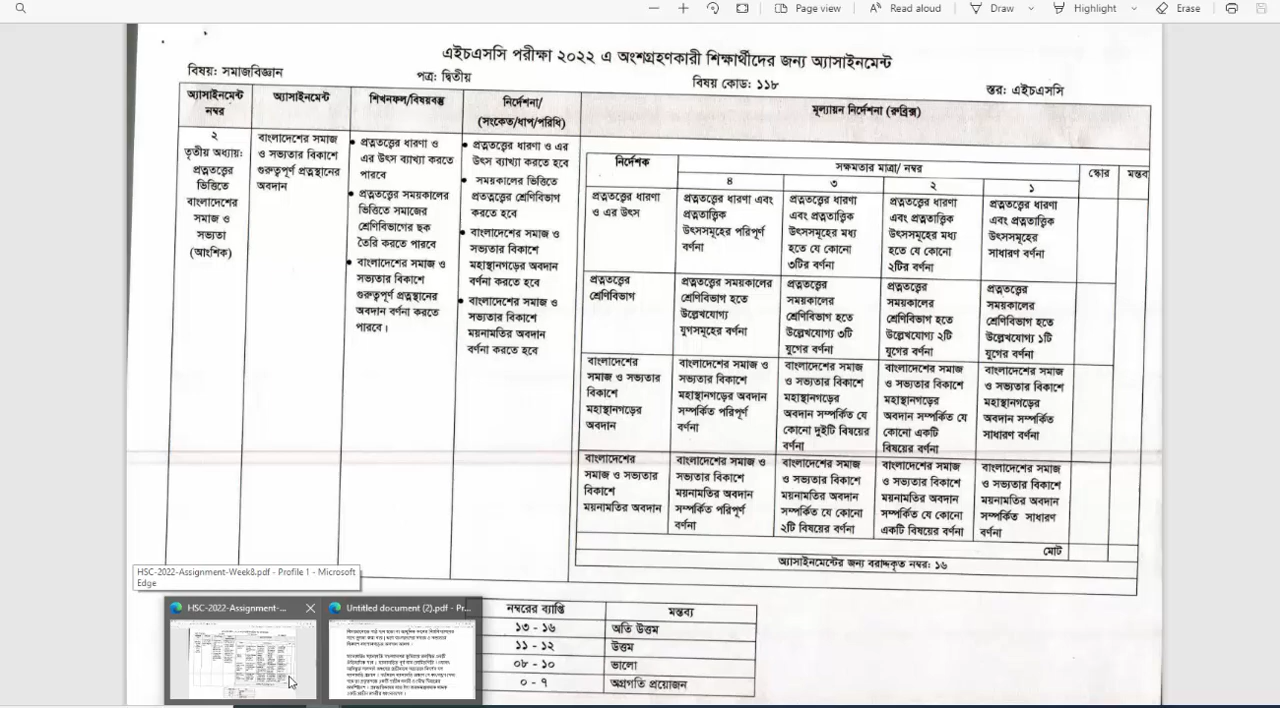 Page view
Read aloud
Draw
Highlight
Erase
এইচএসসি পরীক্ষা ২০২২ এ অংশগ্রহণকারী শিক্ষার্থীদের জন্য অ্যাসাইনমেন্ট
বিষয়: সমাজবিজ্ঞান
পত্র: দ্বিতীয়
বিষয় কোড: ১১৮
স্তর: এইচএসসি
অ্যাসাইনমেন্ট
নম্বর
অ্যাসাইনমেন্ট
শিখনফল/বিষয়বস্তু
নির্দেশনা/
(সংকেত/ধাপ/পরিধি)
মূল্যায়ন নির্দেশনা (রুব্রিক্স)
২
তৃতীয় অধ্যায়:
প্রত্নতত্ত্বের
ভিত্তিতে
বাংলাদেশের
সমাজ ও
সভ্যতা
(আংশিক)
বাংলাদেশের সমাজ
ও সভ্যতার বিকাশে
গুরুত্বপূর্ণ প্রত্নস্থানের
অবদান
• প্রত্নতত্ত্বের ধারণা ও
এর উৎস ব্যাখ্যা করতে
পারবে
• প্রত্নতত্ত্বের সময়কালের
ভিত্তিতে সমাজের
শ্রেণিবিভাগের ছক
তৈরি করতে পারবে
• বাংলাদেশের সমাজ ও
সভ্যতার বিকাশে
গুরুত্বপূর্ণ প্রত্নস্থানের
অবদান বর্ণনা করতে
পারবে।
• প্রত্নতত্ত্বের ধারণা ও এর
উৎস ব্যাখ্যা করতে হবে
• সময়কালের ভিত্তিতে
প্রতত্নত্ত্বের শ্রেণিবিভাগ
করতে হবে
• বাংলাদেশের সমাজ ও
সভ্যতার বিকাশে
মহাস্থানগড়ের অবদান
বর্ণনা করতে হবে
• বাংলাদেশের সমাজ ও
সভ্যতার বিকাশে
ময়নামতির অবদান
বর্ণনা করতে হবে
নির্দেশক
সক্ষমতার মাত্রা/ নম্বর
স্কোর
মন্তব্য
৪
৩
২
১
প্রত্নতত্ত্বের ধারণা
ও এর উৎস
প্রত্নতত্ত্বের ধারণা এবং
প্রত্নতাত্ত্বিক
উৎসসমূহের পরিপূর্ণ
বর্ণনা
প্রত্নতত্ত্বের ধারণা
এবং প্রত্নতাত্ত্বিক
উৎসসমূহের মধ্য
হতে যে কোনো
৩টির বর্ণনা
প্রত্নতত্ত্বের ধারণা
এবং প্রত্নতাত্ত্বিক
উৎসসমূহের মধ্য
হতে যে কোনো
২টির বর্ণনা
প্রত্নতত্ত্বের ধারণা
এবং প্রত্নতাত্ত্বিক
উৎসসমূহের
সাধারণ বর্ণনা
প্রত্নতত্ত্বের
শ্রেণিবিভাগ
প্রত্নতত্ত্বের সময়কালের
শ্রেণিবিভাগ হতে
উল্লেখযোগ্য
যুগসমূহের বর্ণনা
প্রত্নতত্ত্বের
সময়কালের
শ্রেণিবিভাগ হতে
উল্লেখযোগ্য ৩টি
যুগের বর্ণনা
প্রত্নতত্ত্বের
সময়কালের
শ্রেণিবিভাগ হতে
উল্লেখযোগ্য ২টি
যুগের বর্ণনা
প্রত্নতত্ত্বের
সময়কালের
শ্রেণিবিভাগ হতে
উল্লেখযোগ্য ১টি
যুগের বর্ণনা
বাংলাদেশের
সমাজ ও সভ্যতার
বিকাশে
মহাস্থানগড়ের
অবদান
বাংলাদেশের সমাজ ও
সভ্যতার বিকাশে
মহাস্থানগড়ের অবদান
সম্পর্কিত পরিপূর্ণ
বর্ণনা
বাংলাদেশের সমাজ
ও সভ্যতার বিকাশে
মহাস্থানগড়ের
অবদান সম্পর্কিত যে
কোনো দুইটি বিষয়ের
বর্ণনা
বাংলাদেশের সমাজ
ও সভ্যতার বিকাশে
মহাস্থানগড়ের
অবদান সম্পর্কিত যে
কোনো একটি
বিষয়ের বর্ণনা
বাংলাদেশের সমাজ
ও সভ্যতার বিকাশে
মহাস্থানগড়ের
অবদান সম্পর্কিত
সাধারণ বর্ণনা
বাংলাদেশের
সমাজ ও সভ্যতার
বিকাশে
ময়নামতির অবদান
বাংলাদেশের সমাজ ও
সভ্যতার বিকাশে
ময়নামতির অবদান
সম্পর্কিত পরিপূর্ণ
বর্ণনা
বাংলাদেশের সমাজ
ও সভ্যতার বিকাশে
ময়নামতির অবদান
সম্পর্কিত যে কোনো
২টি বিষয়ের বর্ণনা
বাংলাদেশের সমাজ
ও সভ্যতার বিকাশে
ময়নামতির অবদান
সম্পর্কিত যে কোনো
একটি বিষয়ের বর্ণনা
বাংলাদেশের সমাজ
ও সভ্যতার বিকাশে
ময়নামতির অবদান
সম্পর্কিত সাধারণ
বর্ণনা
মোট
অ্যাসাইনমেন্টের জন্য বরাদ্দকৃত নম্বর: ১৬
HSC-2022-Assignment-Week8.pdf - Profile 1 - Microsoft
Edge
HSC-2022-Assignment-...
Untitled document (2).pdf - Pr...
নম্বরের ব্যাপ্তি
মন্তব্য
১৩ - ১৬
অতি উত্তম
১১ - ১২
উত্তম
০৮ - ১০
ভালো
০ - ৭
অগ্রগতি প্রয়োজন